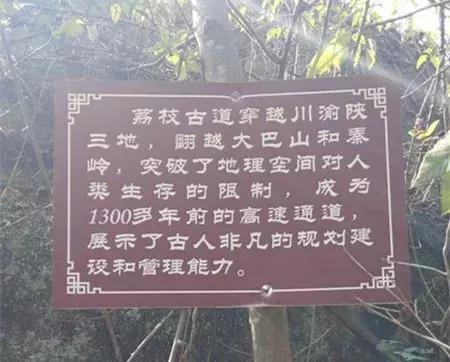 荔枝古道穿越川渝陕
三地，翻越大巴山和秦
岭，突破了地理空间对人
类生存的限制，成为
1300多年前的高速通道，
展示了古人非凡的规划建
设和管理能力。